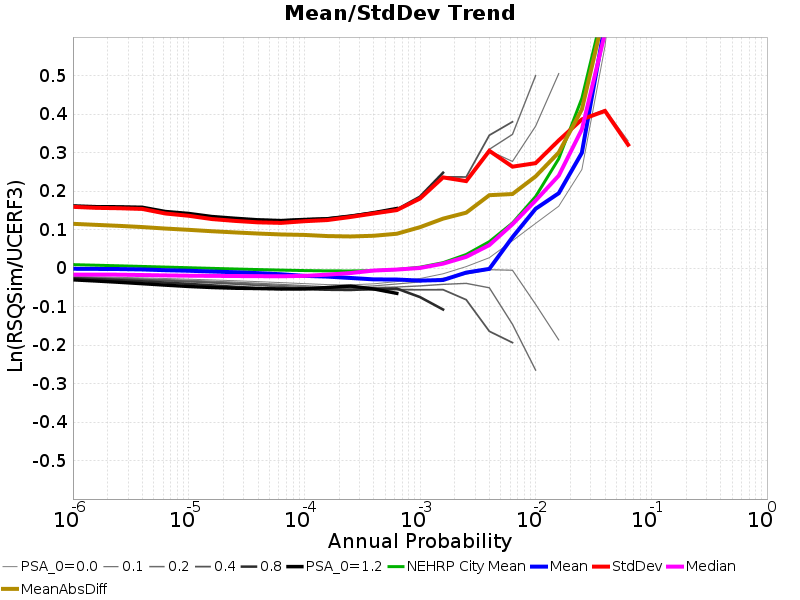 Mean/StdDev Trend
Ln(RSQSim/UCERF3)
0.5
0.4
0.3
0.2
0.1
0
-0.1
-0.2
-0.3
-0.4
-0.5
10^-6 10^-5 10^-4 10^-3 10^-2 10^-1 10^0
Annual Probability
PSA_0=0.0 0.1 0.2 0.4 0.8 PSA_0=1.2 NEHRP City Mean Mean StdDev Median
MeanAbsDiff